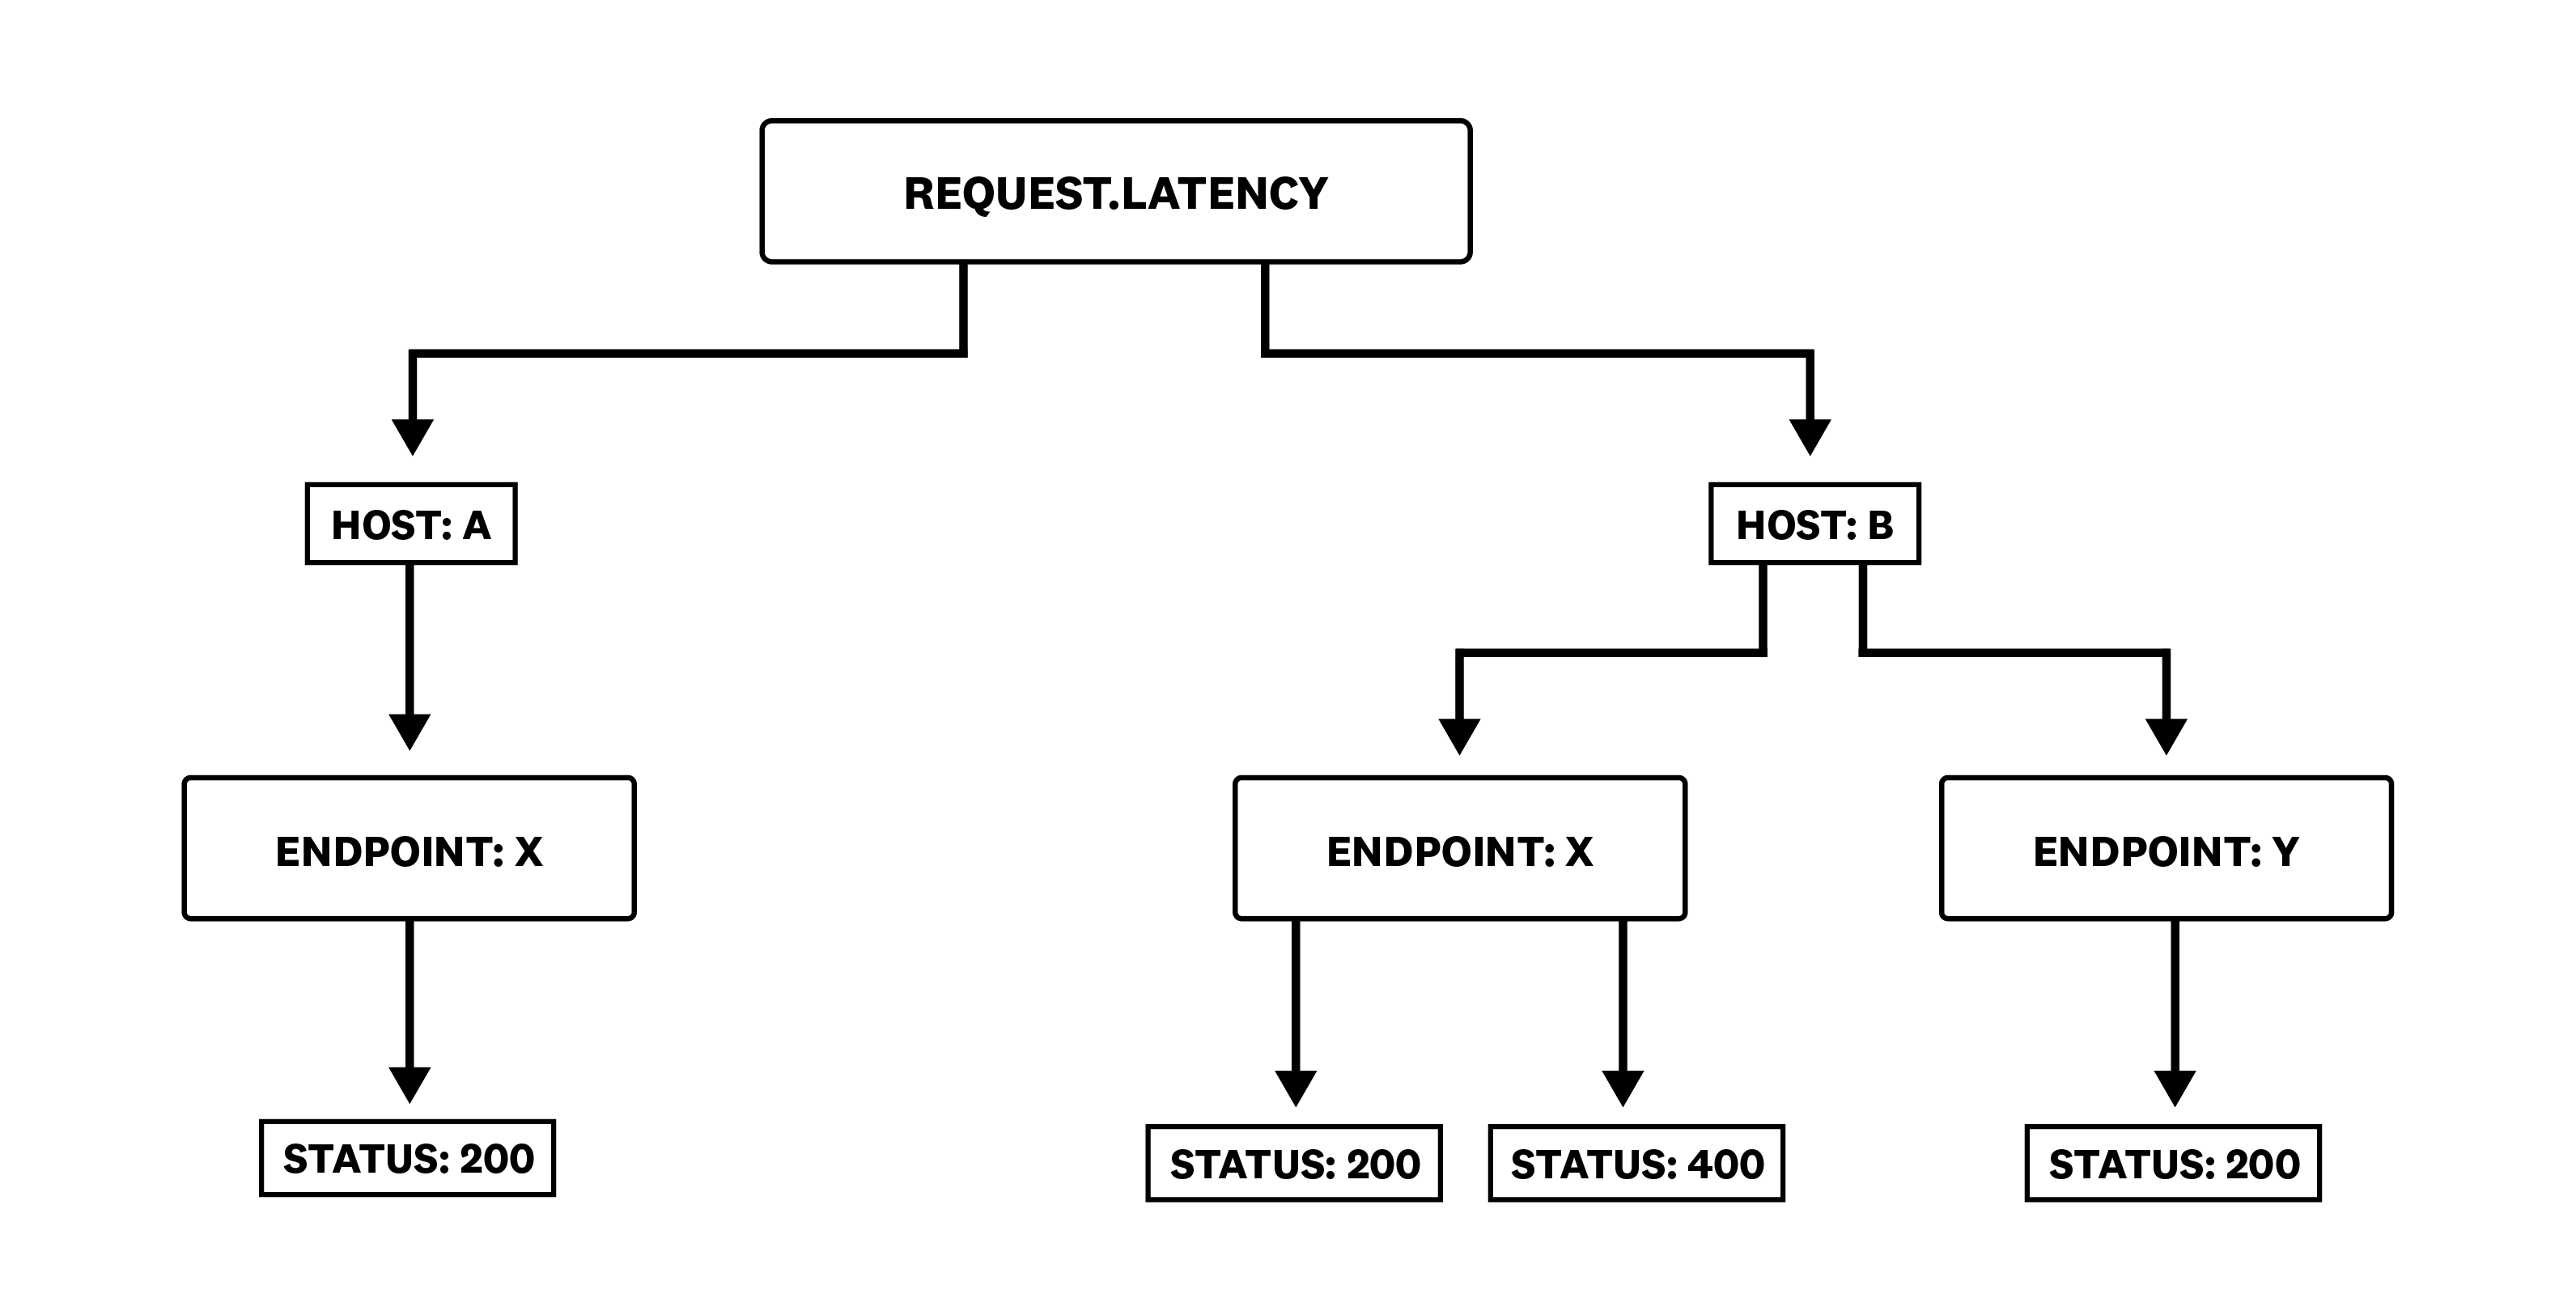 REQUEST.LATENCY
HOST: A
HOST: B
ENDPOINT: X
ENDPOINT: X
ENDPOINT: Y
STATUS: 200
STATUS: 200
STATUS: 400
STATUS: 200